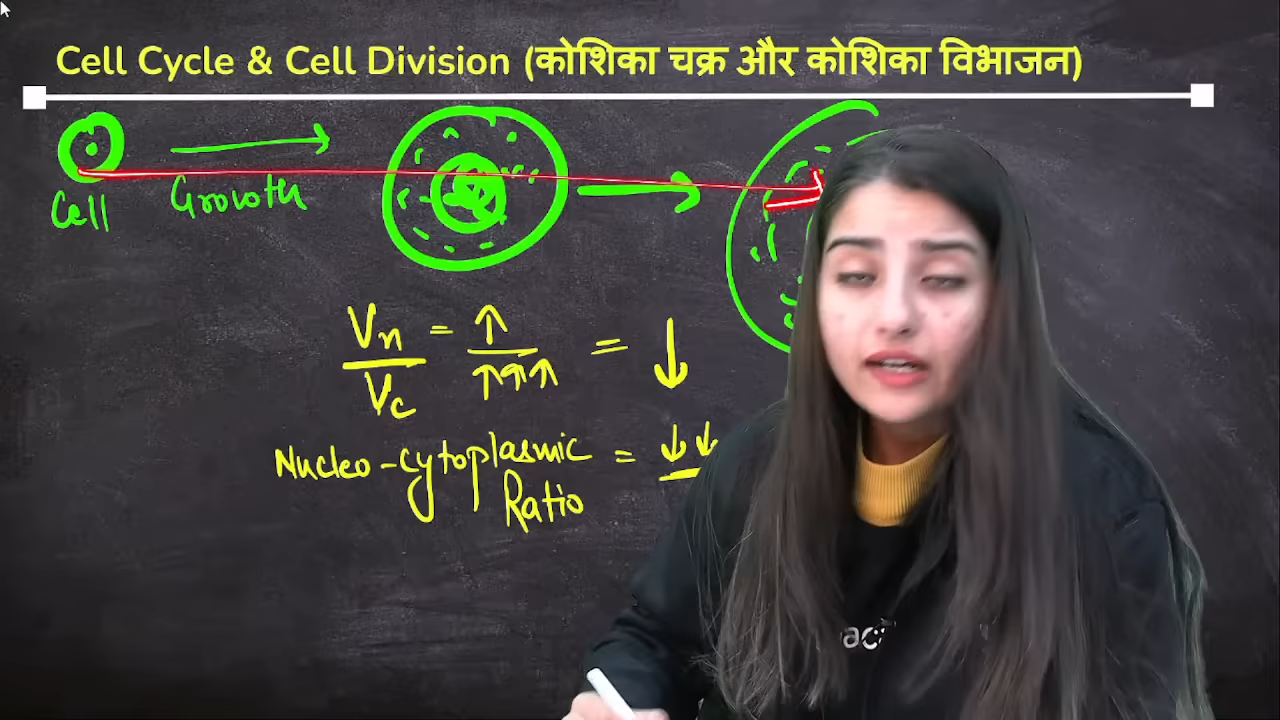 Cell Cycle & Cell Division (कोशिका चक्र और कोशिका विभाजन)
Cell
Growth
Vn = ↑ = ↓
Vc ↑↑↑
Nucleo-cytoplasmic = ↓↓
Ratio